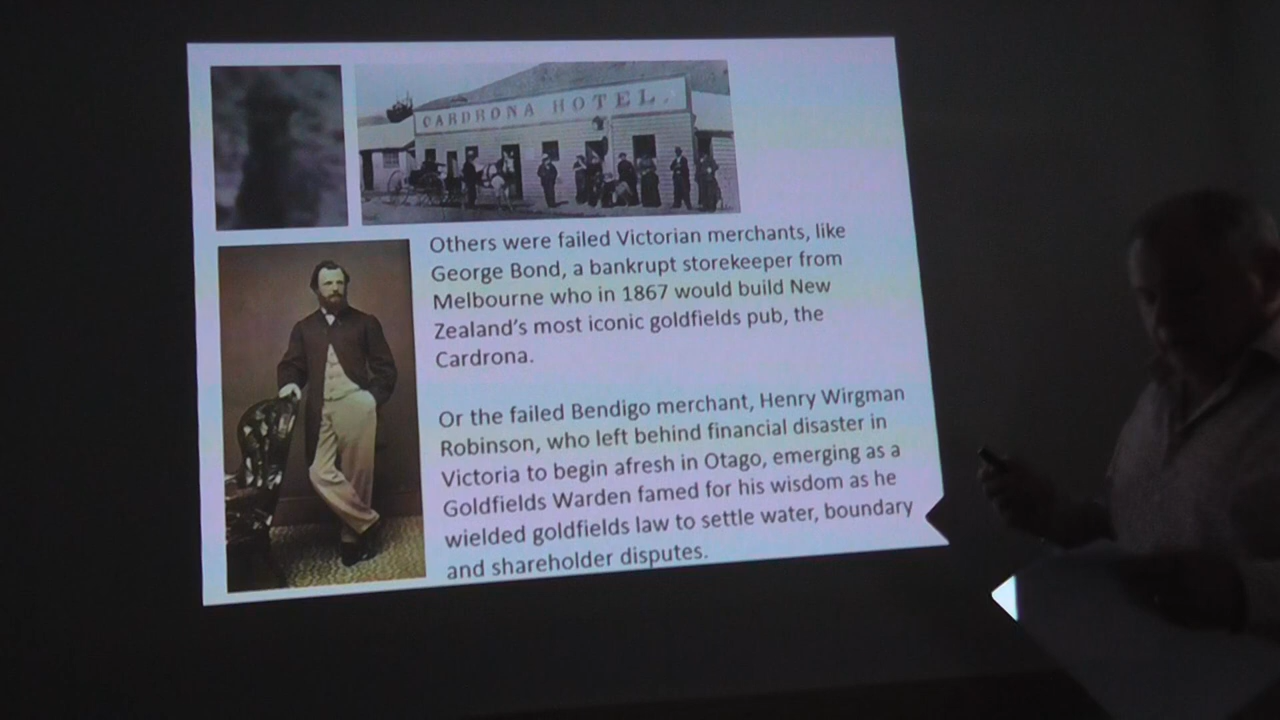 CARDRONA HOTEL.
Others were failed Victorian merchants, like
George Bond, a bankrupt storekeeper from
Melbourne who in 1867 would build New
Zealand's most iconic goldfields pub, the
Cardrona.
Or the failed Bendigo merchant, Henry Wirgman
Robinson, who left behind financial disaster in
Victoria to begin afresh in Otago, emerging as a
Goldfields Warden famed for his wisdom as he
wielded goldfields law to settle water, boundary
and shareholder disputes.